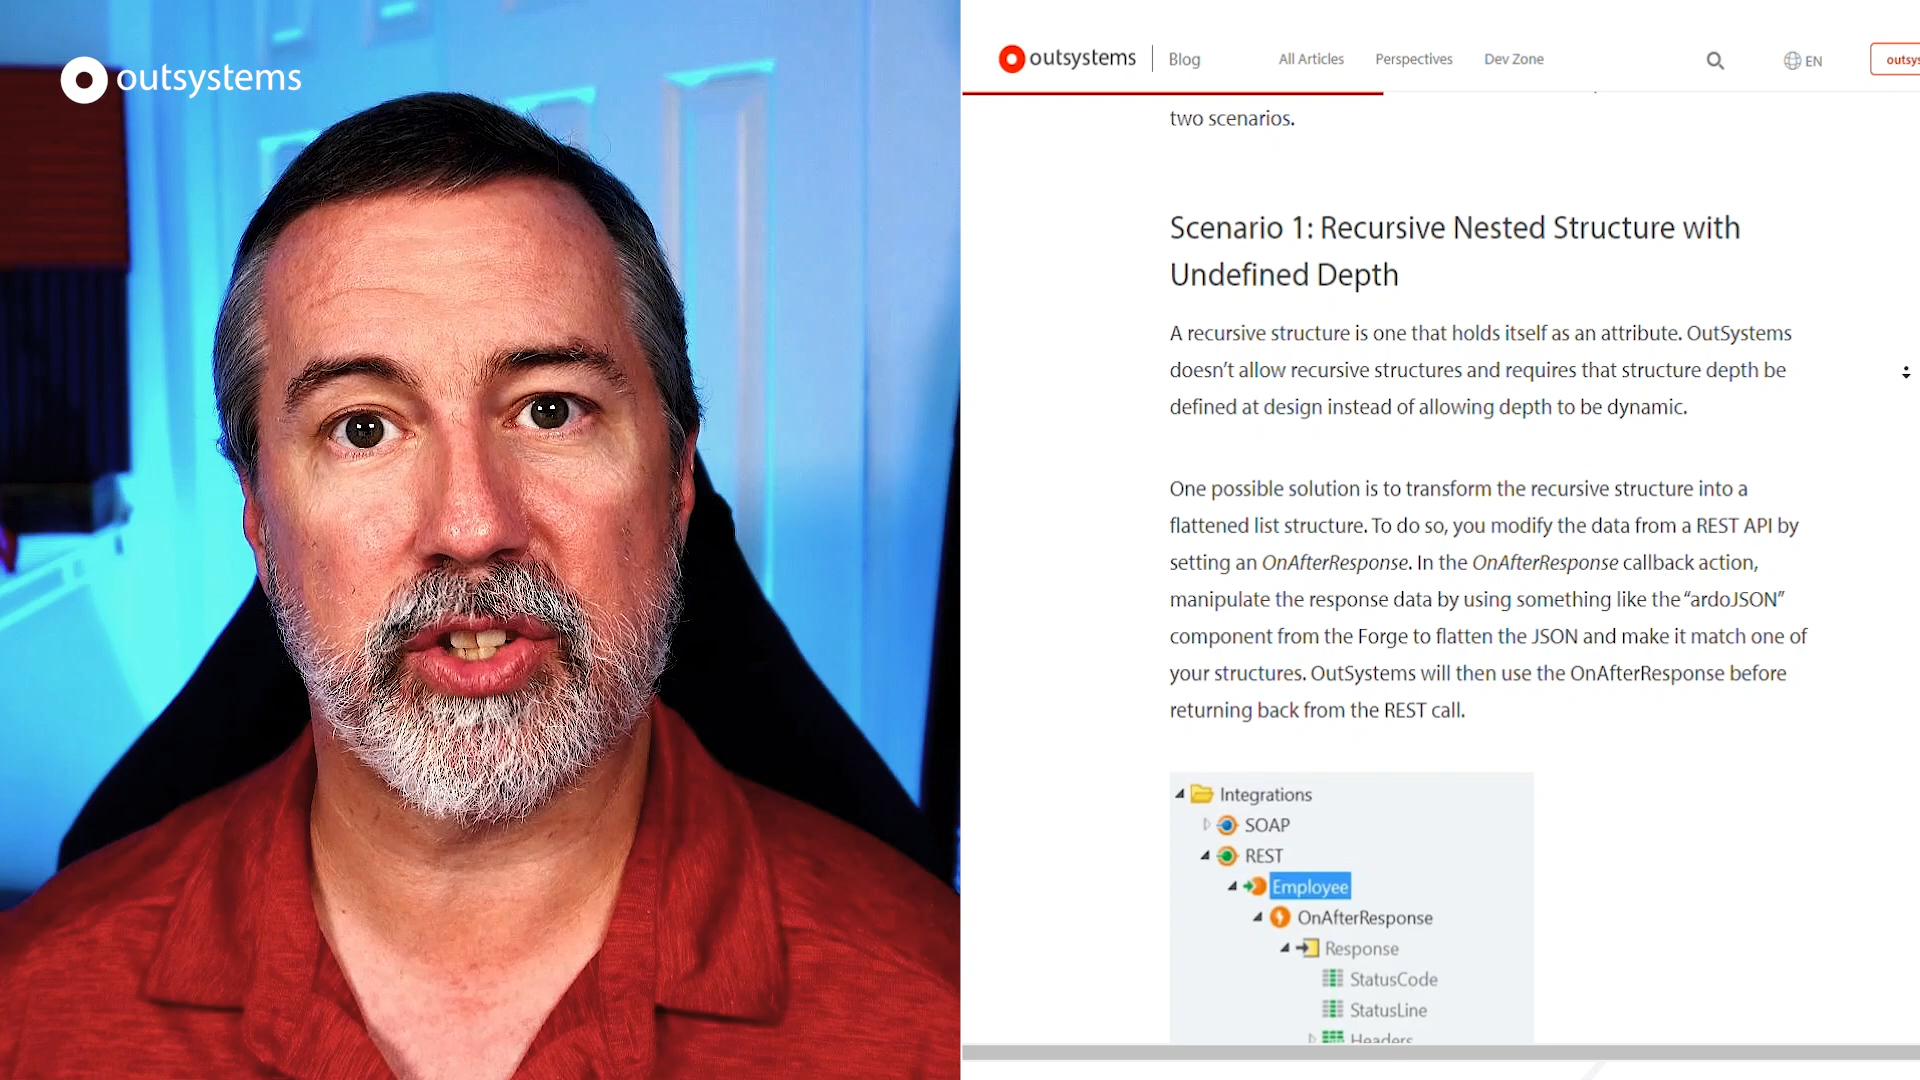 outsystems
outsystems
Blog
All Articles
Perspectives
Dev Zone
EN
two scenarios.
Scenario 1: Recursive Nested Structure with
Undefined Depth
A recursive structure is one that holds itself as an attribute. OutSystems
doesn’t allow recursive structures and requires that structure depth be
defined at design instead of allowing depth to be dynamic.
One possible solution is to transform the recursive structure into a
flattened list structure. To do so, you modify the data from a REST API by
setting an OnAfterResponse. In the OnAfterResponse callback action,
manipulate the response data by using something like the “ardoJSON”
component from the Forge to flatten the JSON and make it match one of
your structures. OutSystems will then use the OnAfterResponse before
returning back from the REST call.
Integrations
SOAP
REST
Employee
OnAfterResponse
Response
StatusCode
StatusLine
Headers